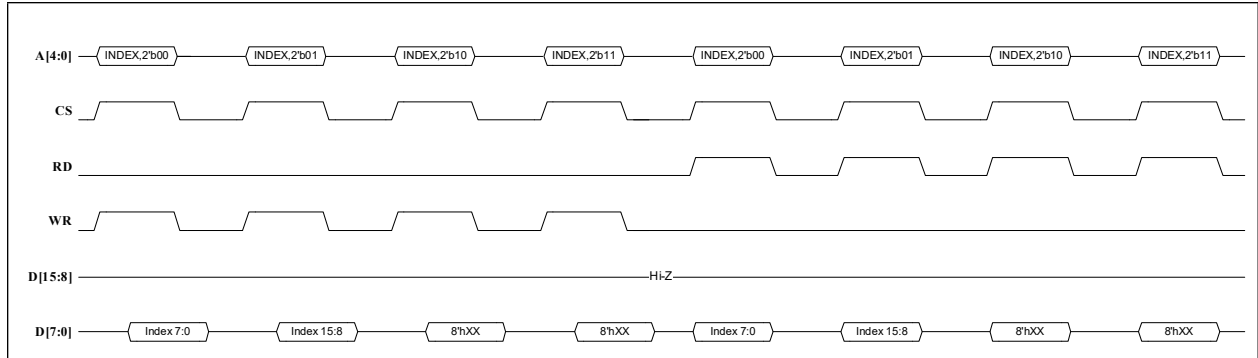 A[4:0] INDEX,2'b00 INDEX,2'b01 INDEX,2'b10 INDEX,2'b11 INDEX,2'b00 INDEX,2'b01 INDEX,2'b10 INDEX,2'b11
CS
RD
WR
D[15:8] Hi-Z
D[7:0] Index 7:0 Index 15:8 8'hXX 8'hXX Index 7:0 Index 15:8 8'hXX 8'hXX